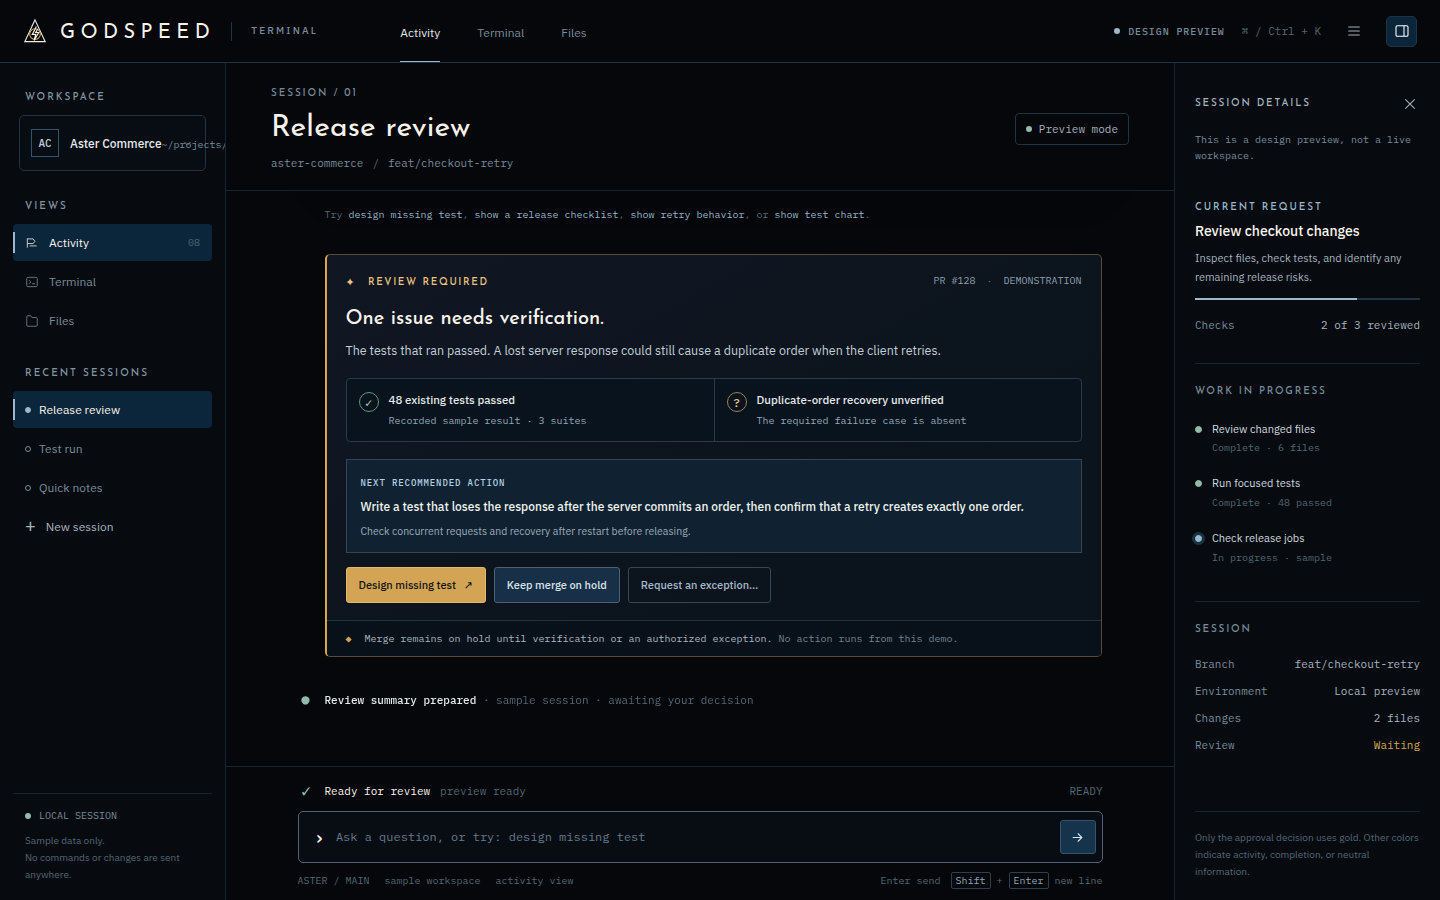 GODSPEED
TERMINAL
Activity
Terminal
Files
DESIGN PREVIEW
⌘ / Ctrl + K
WORKSPACE
AC
Aster Commerce
~/projects/
VIEWS
Activity
08
Terminal
Files
RECENT SESSIONS
Release review
Test run
Quick notes
+ New session
LOCAL SESSION
Sample data only.
No commands or changes are sent
anywhere.
SESSION / 01
Release review
aster-commerce / feat/checkout-retry
Preview mode
Try design missing test, show a release checklist, show retry behavior, or show test chart.
✦ REVIEW REQUIRED
PR #128 · DEMONSTRATION
One issue needs verification.
The tests that ran passed. A lost server response could still cause a duplicate order when the client retries.
✓ 48 existing tests passed
Recorded sample result · 3 suites
? Duplicate-order recovery unverified
The required failure case is absent
NEXT RECOMMENDED ACTION
Write a test that loses the response after the server commits an order, then confirm that a retry creates exactly one order.
Check concurrent requests and recovery after restart before releasing.
Design missing test ↗
Keep merge on hold
Request an exception...
◆ Merge remains on hold until verification or an authorized exception. No action runs from this demo.
Review summary prepared · sample session · awaiting your decision
✓ Ready for review preview ready
READY
› Ask a question, or try: design missing test
→
ASTER / MAIN sample workspace activity view
Enter send Shift + Enter new line
SESSION DETAILS
This is a design preview, not a live
workspace.
CURRENT REQUEST
Review checkout changes
Inspect files, check tests, and identify any
remaining release risks.
Checks 2 of 3 reviewed
WORK IN PROGRESS
Review changed files
Complete · 6 files
Run focused tests
Complete · 48 passed
Check release jobs
In progress · sample
SESSION
Branch feat/checkout-retry
Environment Local preview
Changes 2 files
Review Waiting
Only the approval decision uses gold. Other colors
indicate activity, completion, or neutral
information.